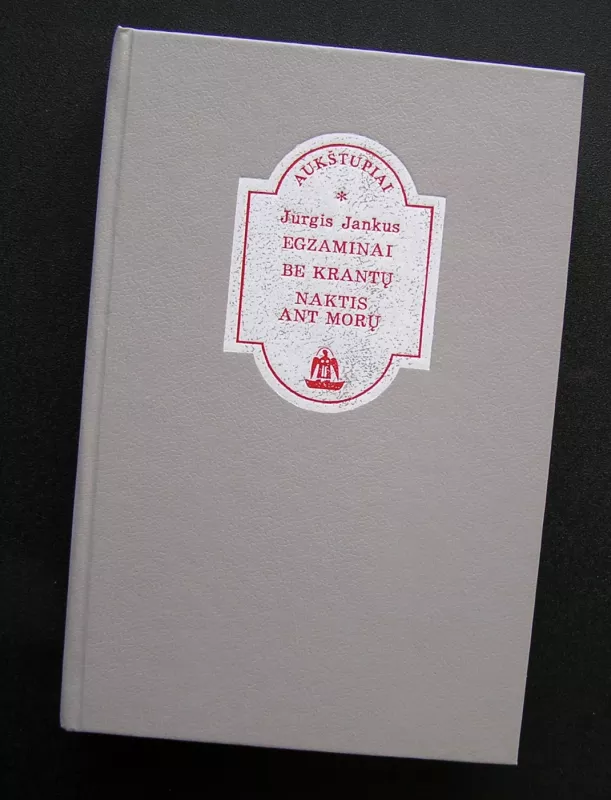 AUKŠTUPIAI
*
Jurgis Jankus
EGZAMINAI
BE KRANTŲ
NAKTIS
ANT MORŲ